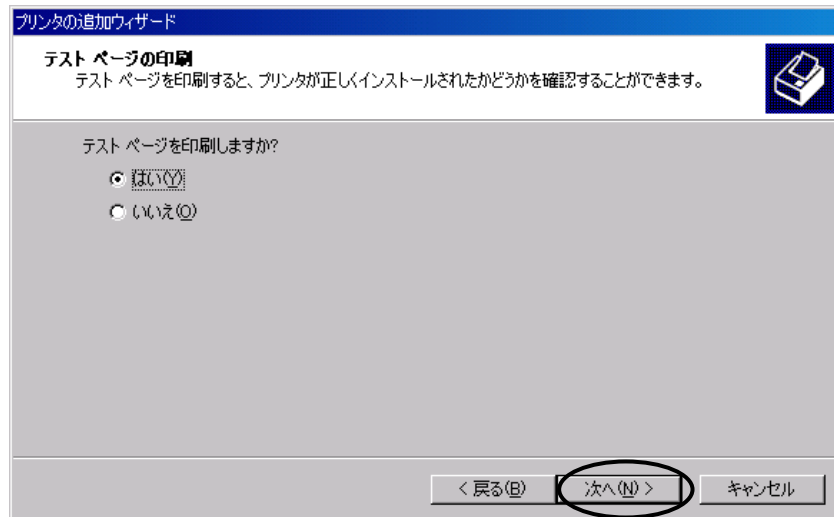 プリンタの追加ウィザード
テスト ページの印刷
テスト ページを印刷すると、プリンタが正しくインストールされたかどうかを確認することができます。
テスト ページを印刷しますか?
はい(Y)
いいえ(O)
< 戻る(B) 次へ(N) > キャンセル